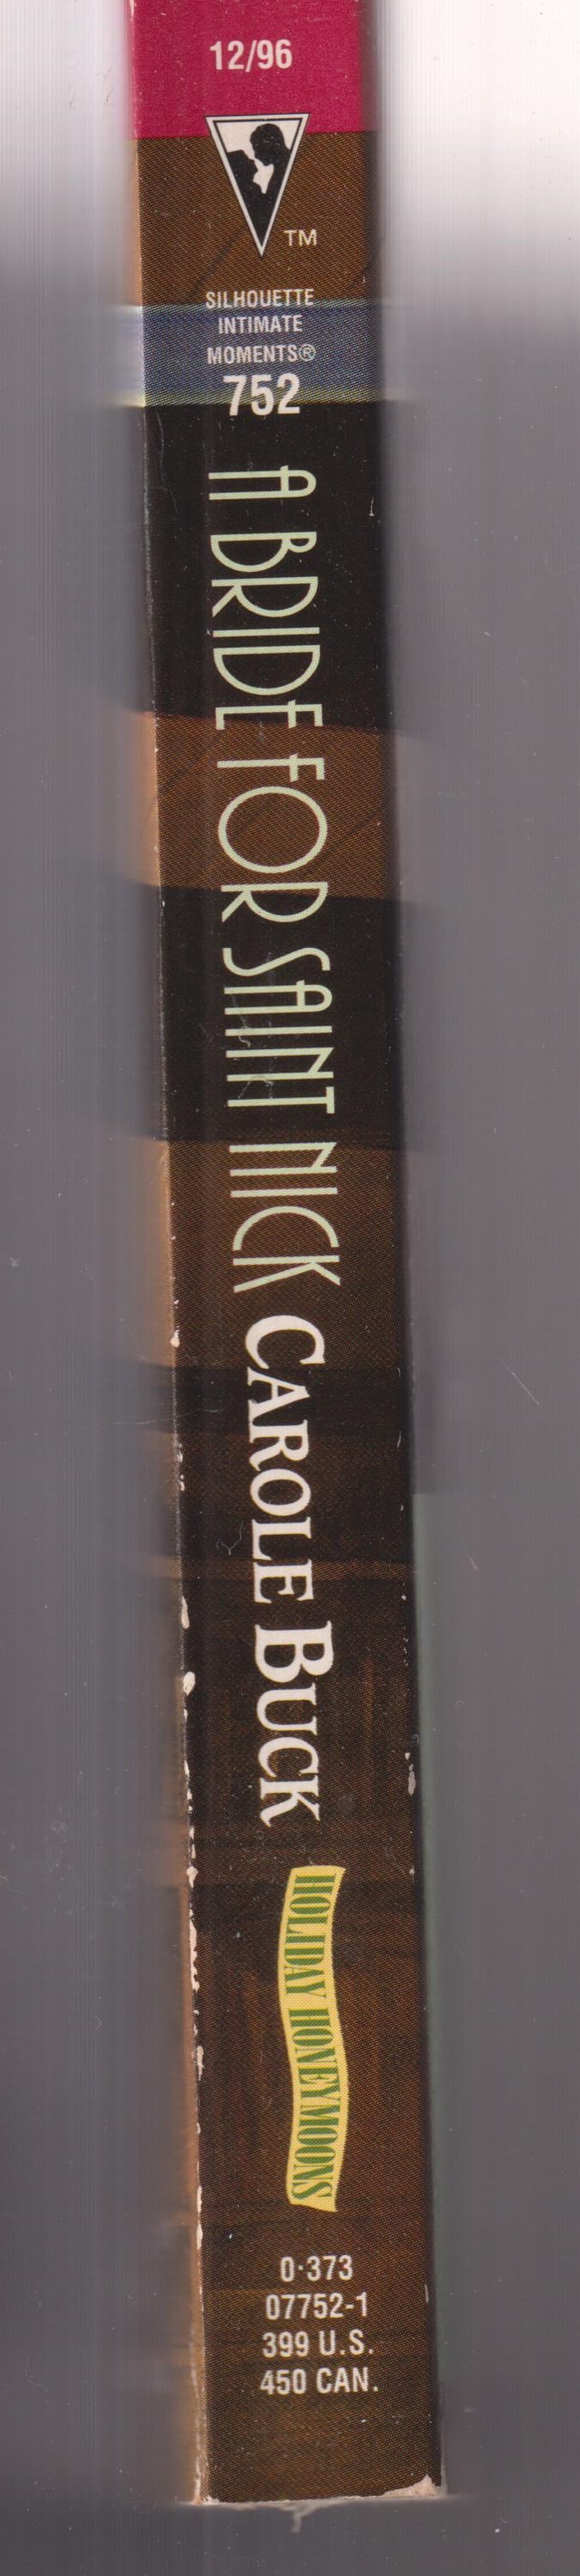 12/96
TM
SILHOUETTE
INTIMATE
MOMENTS®
752
A BRIDE FOR SAINT NICK CAROLE BUCK
HOLIDAY HONEYMOONS
0·373
07752-1
399 U.S.
450 CAN.